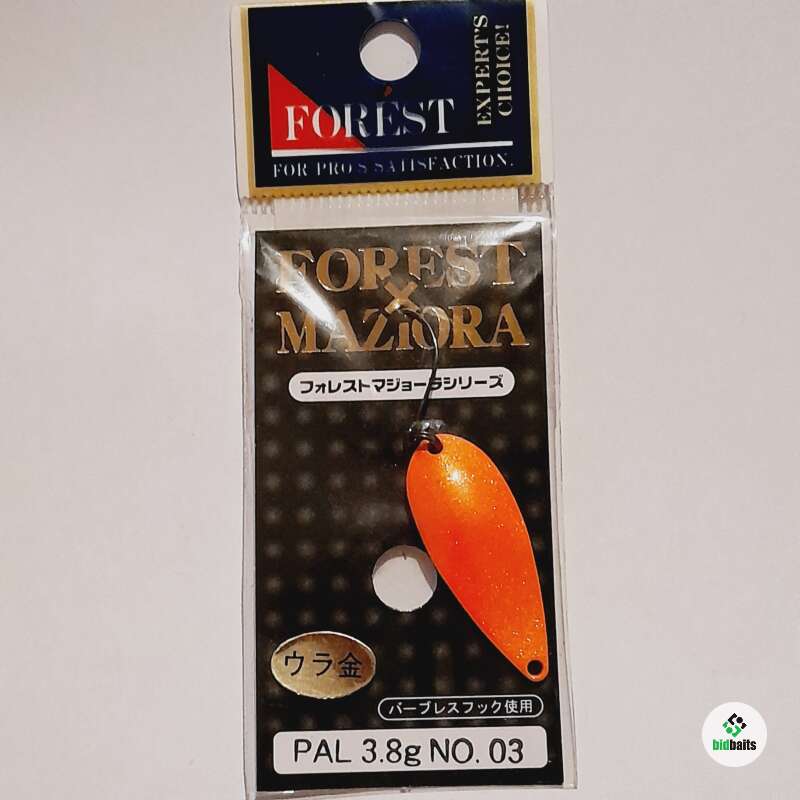 FOREST
EXPERT'S
CHOICE!
FOR PRO'S SATISFACTION.
FOREST
×
MAZIORA
フォレストマジョーラシリーズ
ウラ金
バーブレスフック使用
PAL 3.8g NO. 03
bidbaits